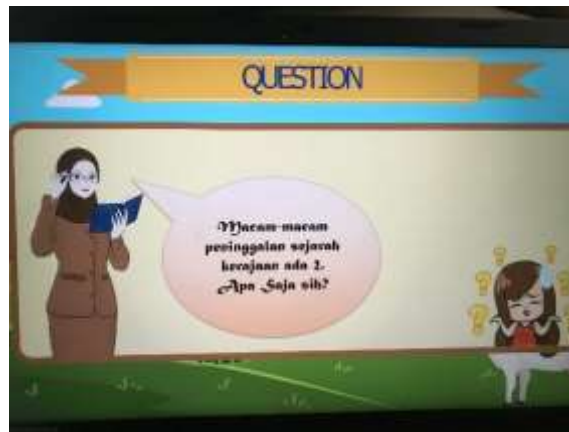 QUESTION
Macam-macam
peninggalan sejarah
kerajaan ada 2.
Apa Saja sih?